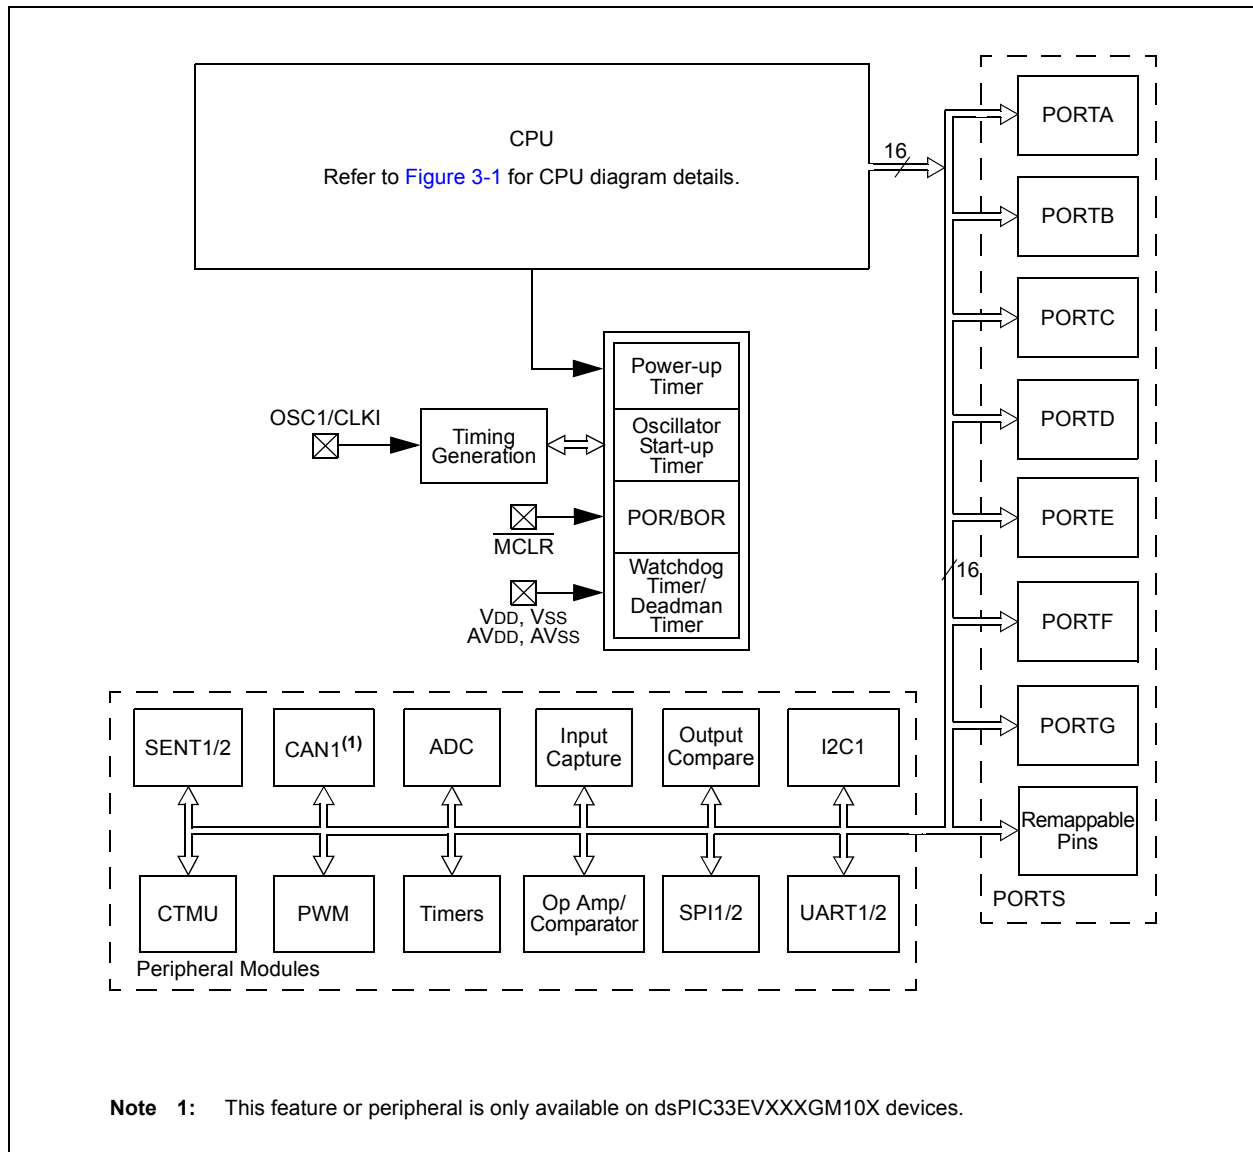 CPU
Refer to Figure 3-1 for CPU diagram details.
16
PORTA
PORTB
PORTC
PORTD
PORTE
16
PORTF
PORTG
Remappable
Pins
PORTS
Power-up
Timer
OSC1/CLKI
Timing
Generation
Oscillator
Start-up
Timer
MCLR
POR/BOR
VDD, VSS
AVDD, AVSS
Watchdog
Timer/
Deadman
Timer
SENT1/2
CAN1(1)
ADC
Input
Capture
Output
Compare
I2C1
CTMU
PWM
Timers
Op Amp/
Comparator
SPI1/2
UART1/2
Peripheral Modules
Note 1: This feature or peripheral is only available on dsPIC33EVXXXGM10X devices.